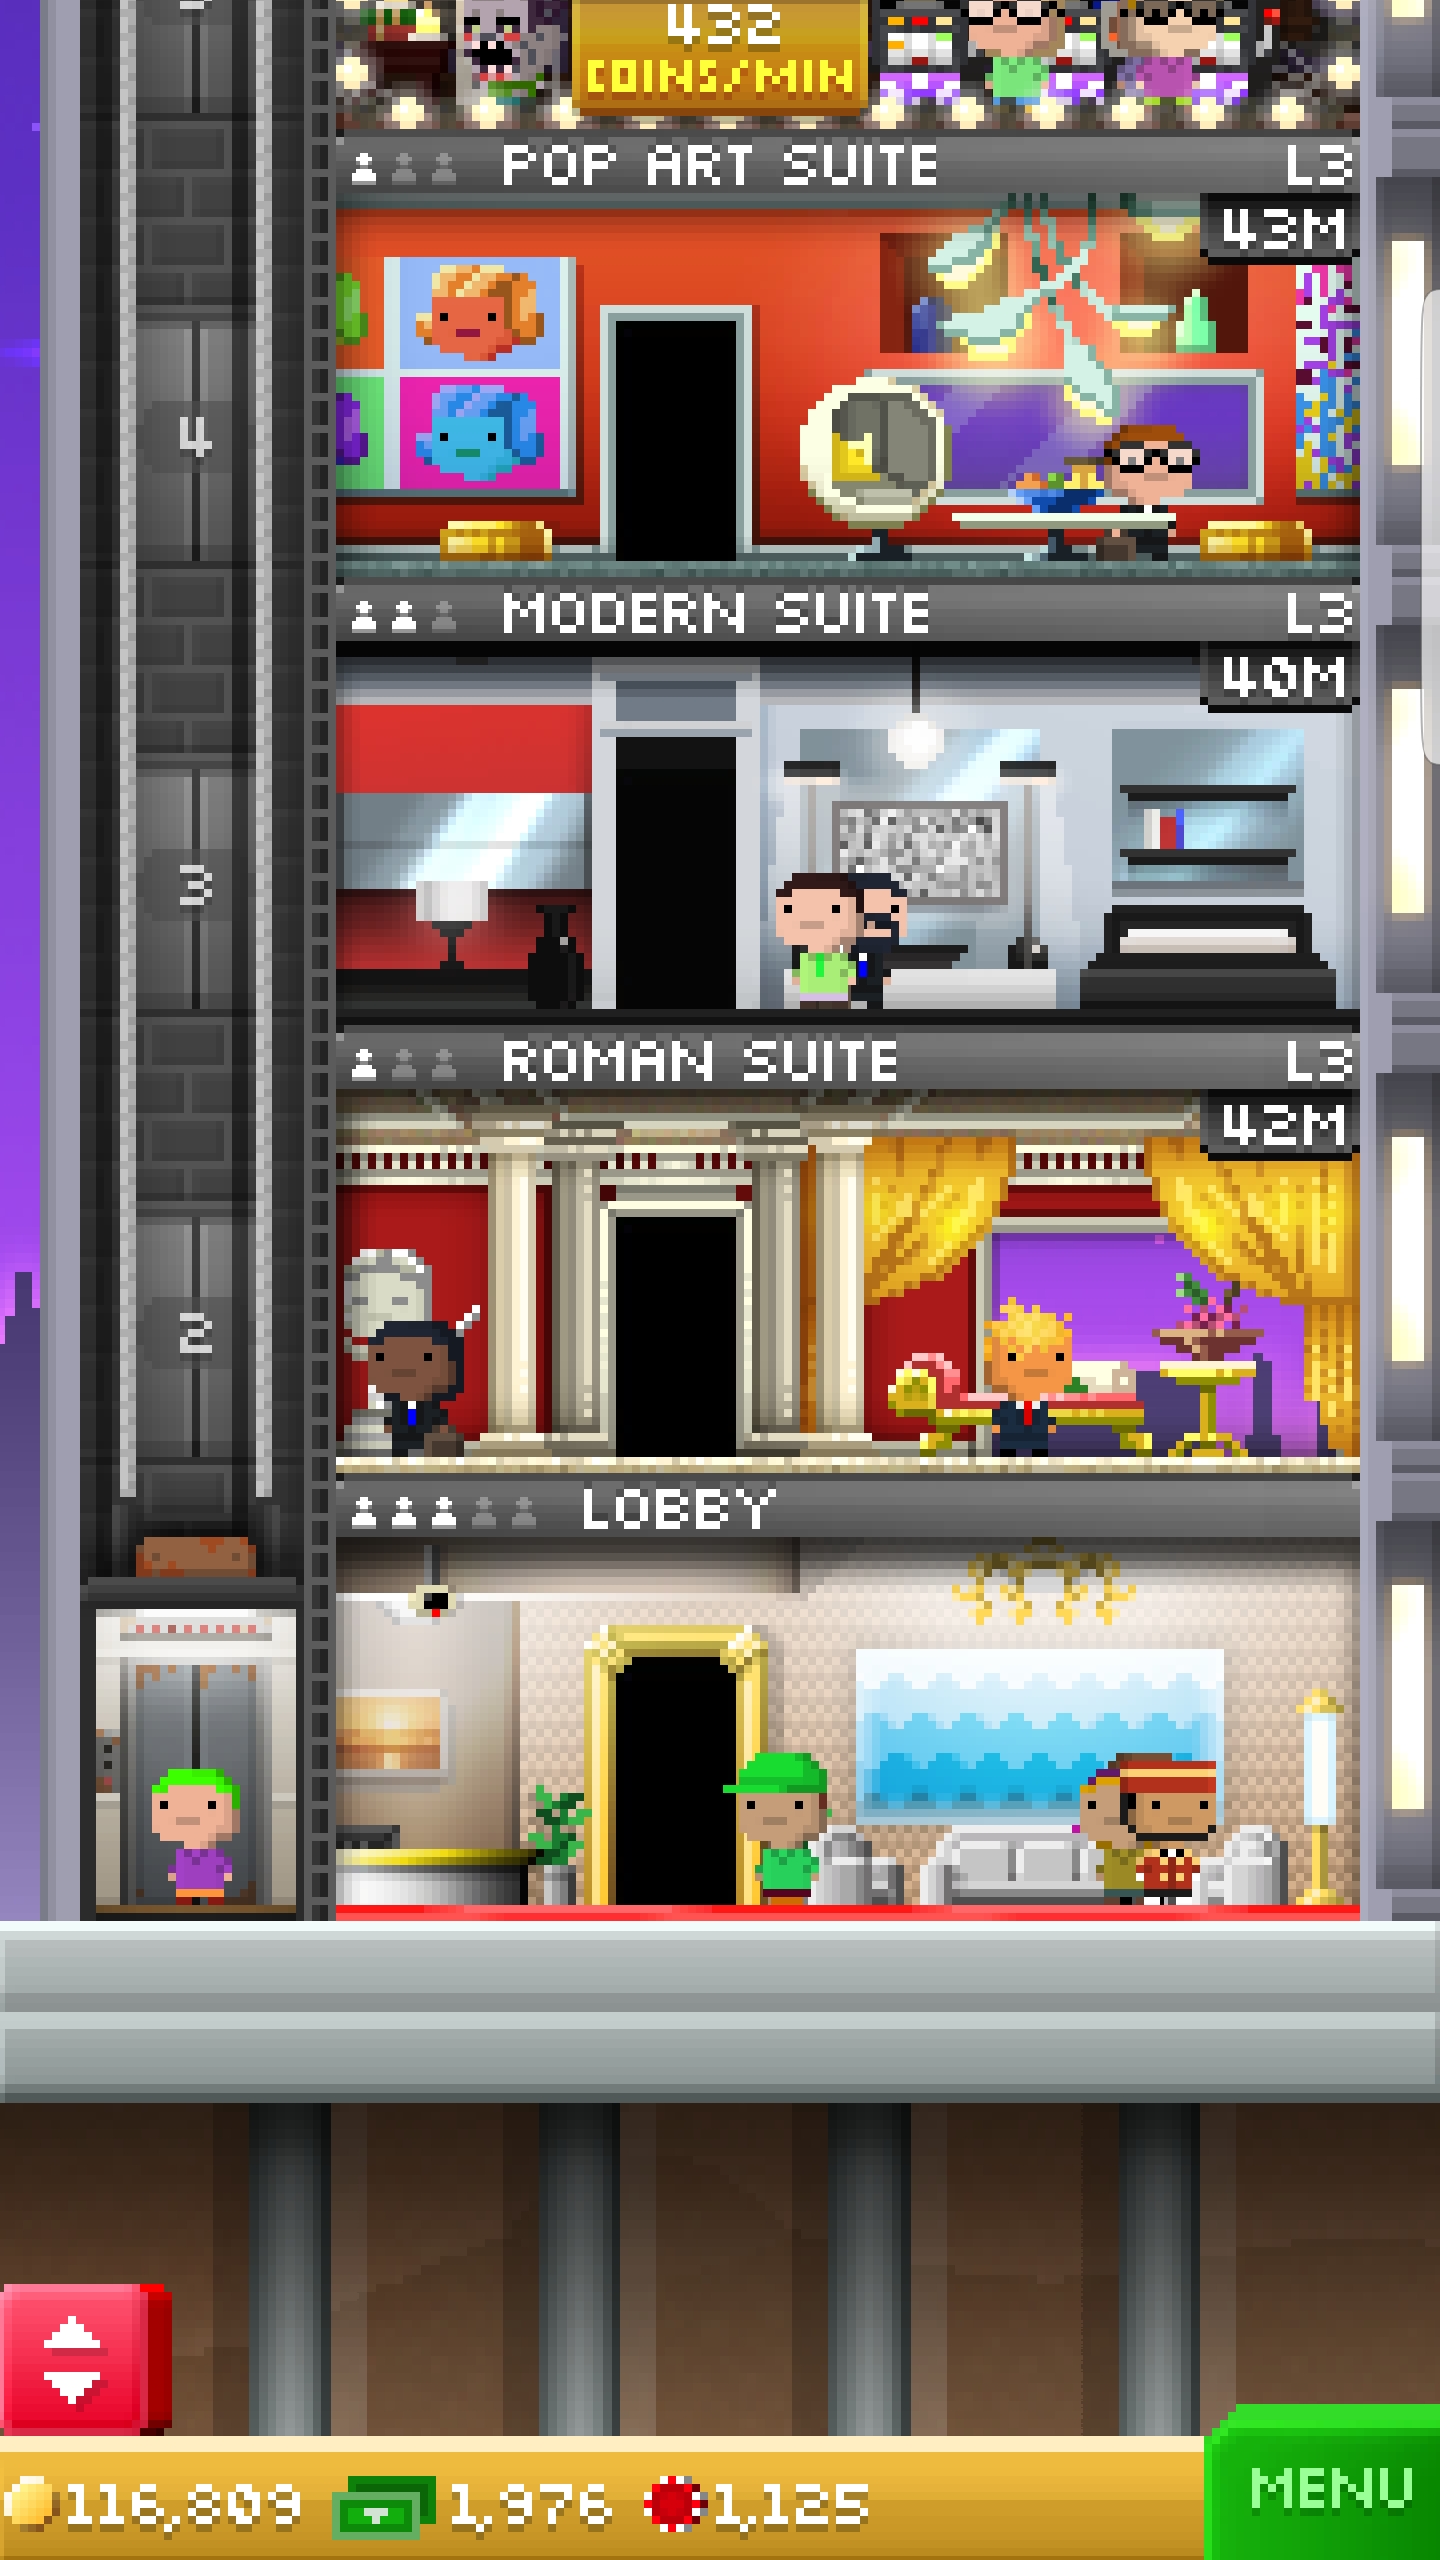 432
COINS/MIN
POP ART SUITE L3
43M
4
MODERN SUITE L3
40M
3
ROMAN SUITE L3
42M
2
LOBBY
116,809 1,976 1,125
MENU